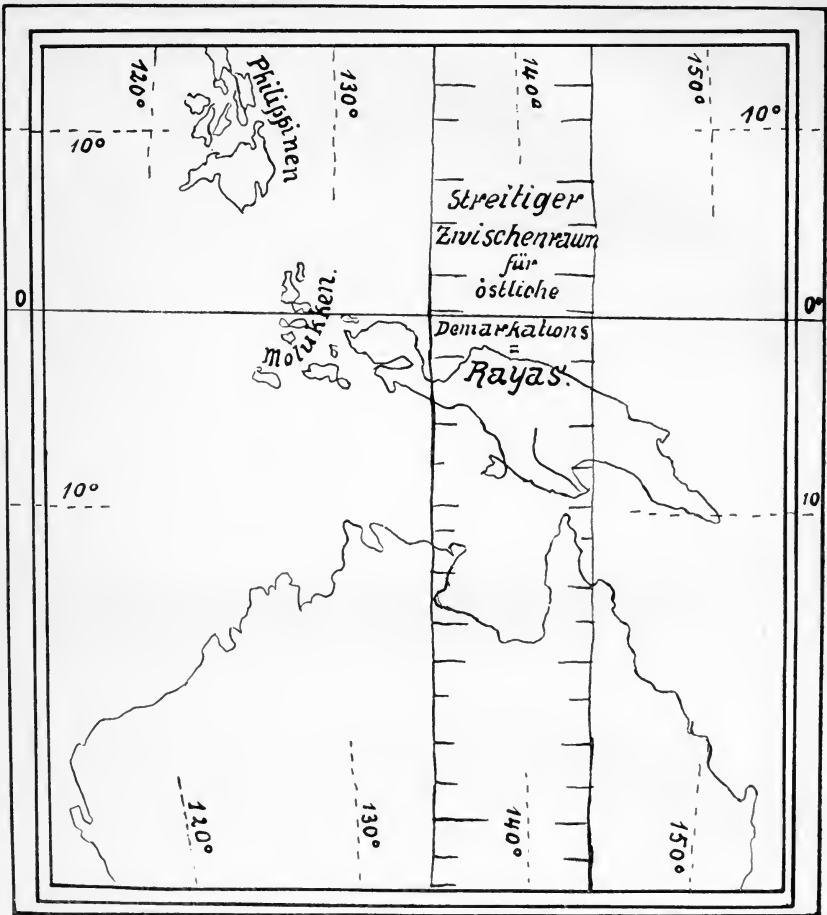 120°
Philippinen
130°
140°
150°
10°
10°
Streitiger
Zwischenraum
für
östliche
0
0°
Molukken.
Demarkations
=
Rayas.
10°
10
120°
130°
140°
150°